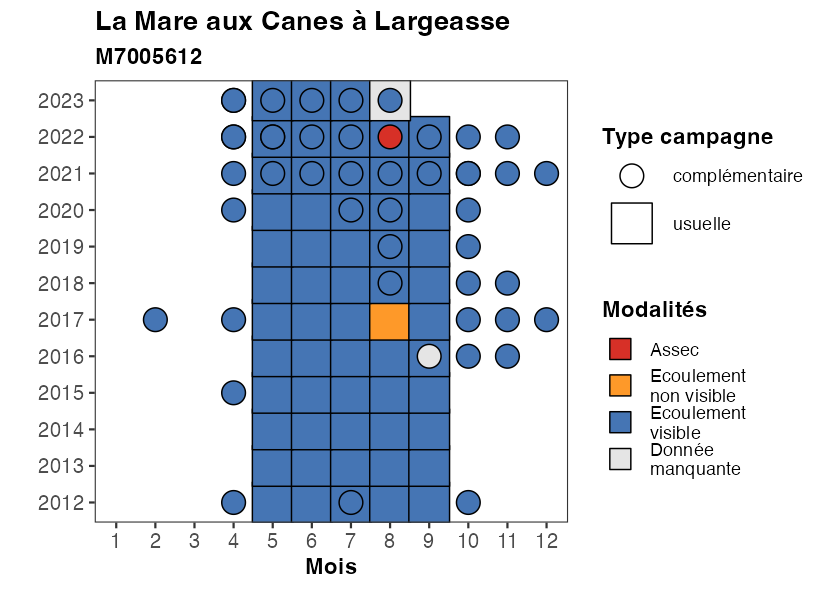 La Mare aux Canes à Largeasse
M7005612
2023
2022
2021
2020
2019
2018
2017
2016
2015
2014
2013
2012
1 2 3 4 5 6 7 8 9 10 11 12
Mois
Type campagne
complémentaire
usuelle
Modalités
Assec
Ecoulement
non visible
Ecoulement
visible
Donnée
manquante